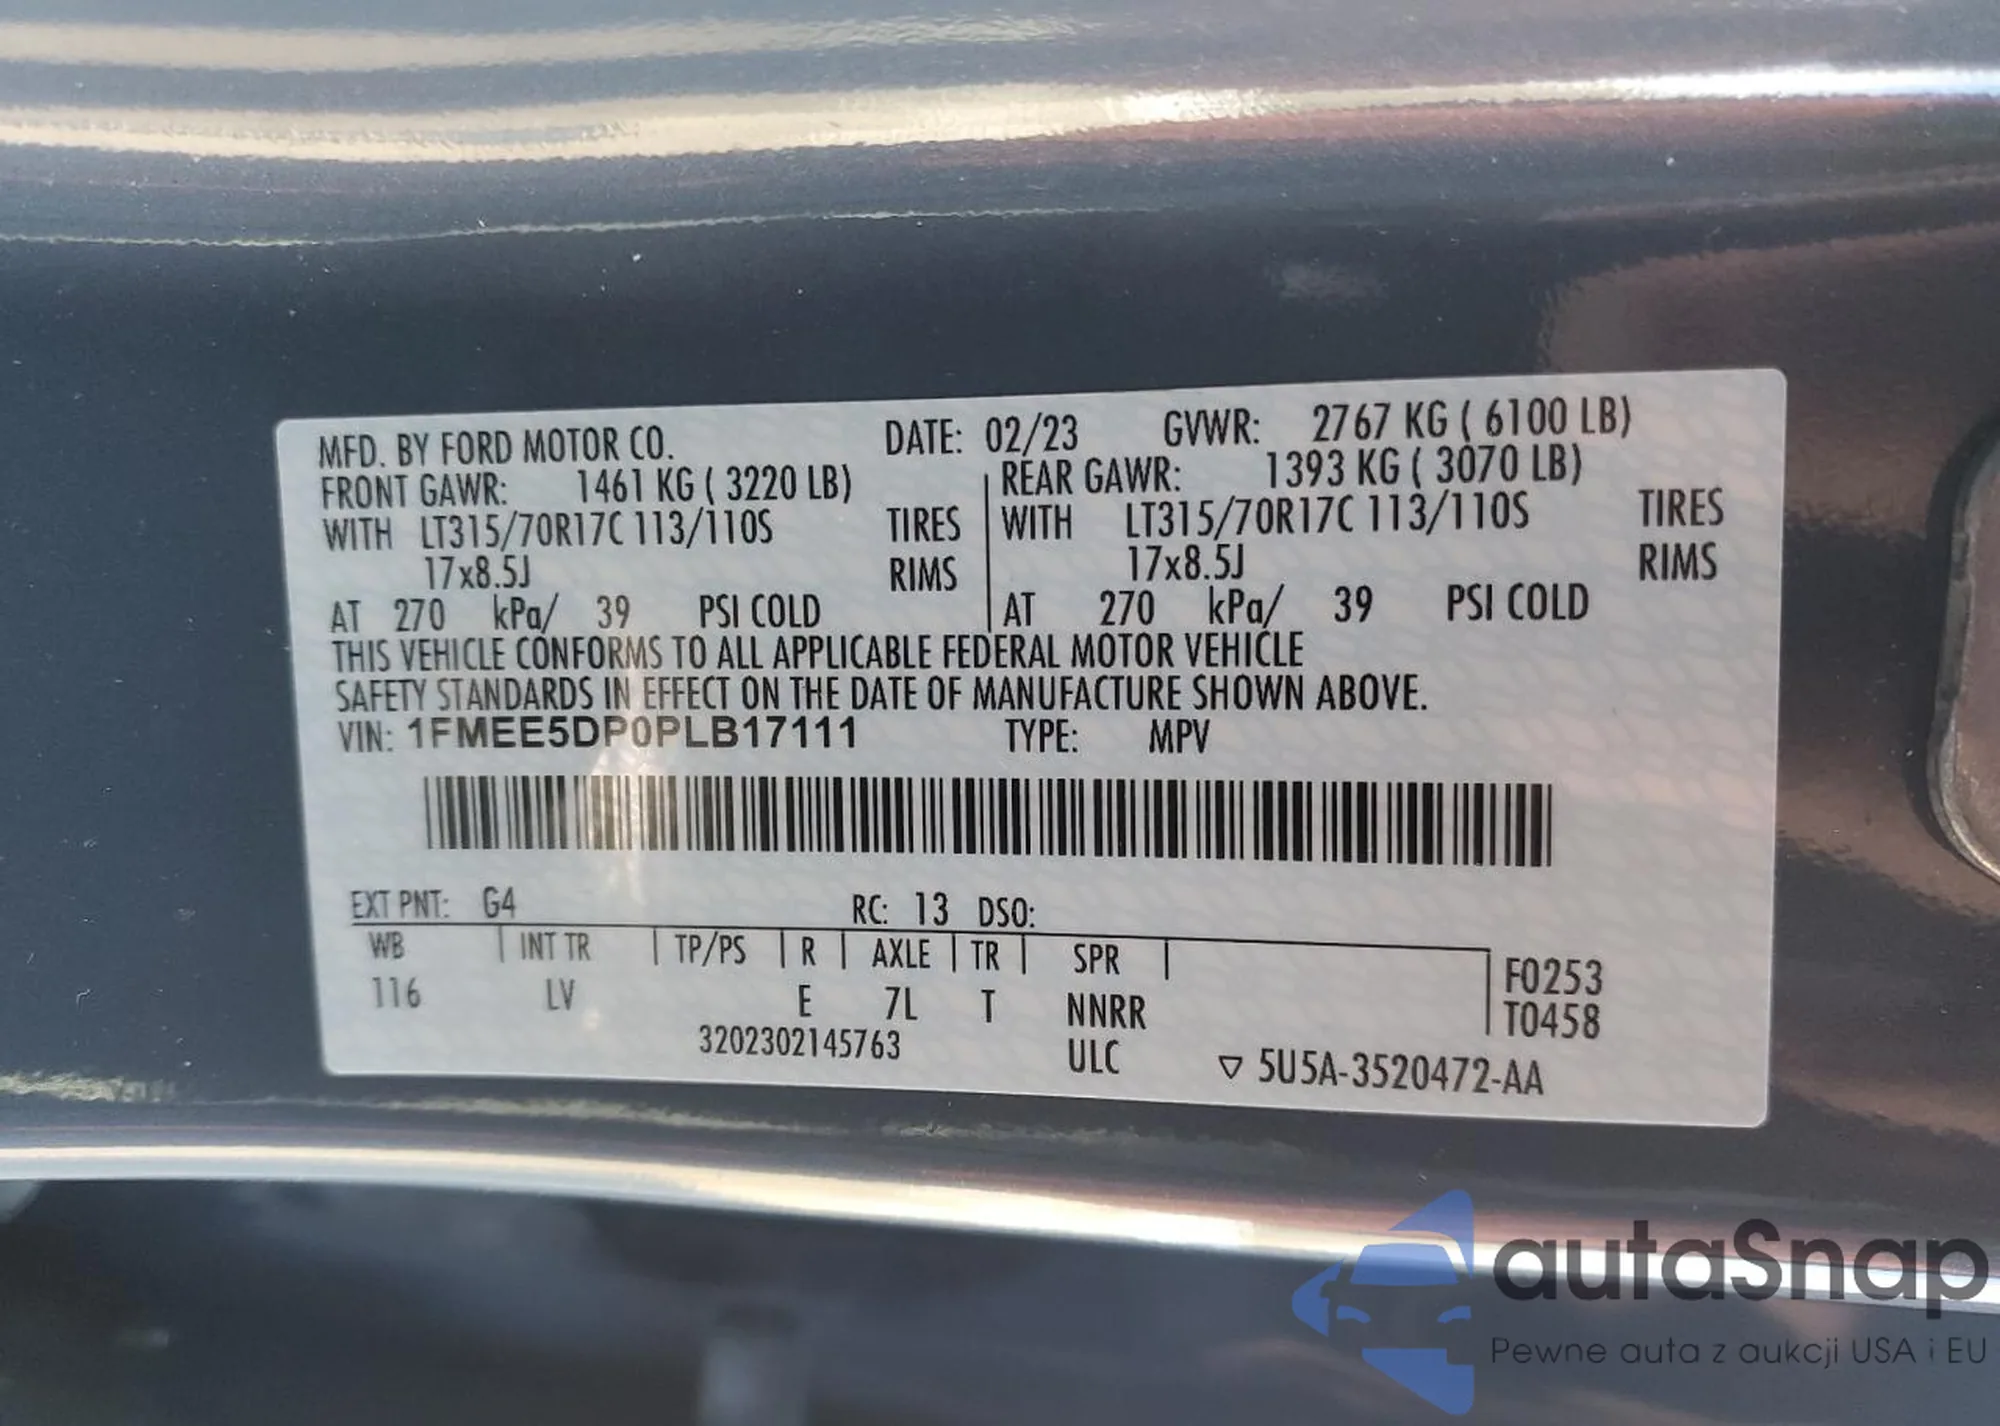 MFD. BY FORD MOTOR CO. DATE: 02/23 GVWR: 2767 KG ( 6100 LB)
FRONT GAWR: 1461 KG ( 3220 LB) REAR GAWR: 1393 KG ( 3070 LB)
WITH LT315/70R17C 113/110S TIRES WITH LT315/70R17C 113/110S TIRES
17x8.5J RIMS 17x8.5J RIMS
AT 270 kPa/ 39 PSI COLD AT 270 kPa/ 39 PSI COLD
THIS VEHICLE CONFORMS TO ALL APPLICABLE FEDERAL MOTOR VEHICLE
SAFETY STANDARDS IN EFFECT ON THE DATE OF MANUFACTURE SHOWN ABOVE.
VIN: 1FMEE5DP0PLB17111 TYPE: MPV
EXT PNT: G4 RC: 13 DSO:
WB INT TR TP/PS R AXLE TR SPR F0253
116 LV E 7L T NNRR T0458
3202302145763 ULC ▽ 5U5A-3520472-AA
autaSnap
Pewne auta z aukcji USA i EU